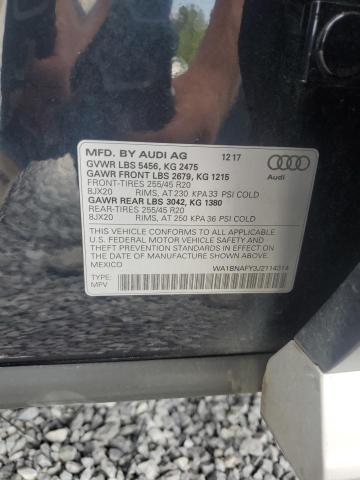 MFD. BY AUDI AG 12 17
GVWR LBS 5456, KG 2475
GAWR FRONT LBS 2679, KG 1215
FRONT-TIRES 255/45 R20
8JX20 RIMS, AT 230 KPA 33 PSI COLD
GAWR REAR LBS 3042, KG 1380
REAR-TIRES 255/45 R20
8JX20 RIMS, AT 250 KPA 36 PSI COLD
Audi
THIS VEHICLE CONFORMS TO ALL APPLICABLE
U.S. FEDERAL MOTOR VEHICLE SAFETY AND
THEFT PREVENTION STANDARDS IN EFFECT ON
THE DATE OF MANUFACTURE SHOWN ABOVE.
MEXICO
TYPE:
MPV
WA1BNAFY3J2114314